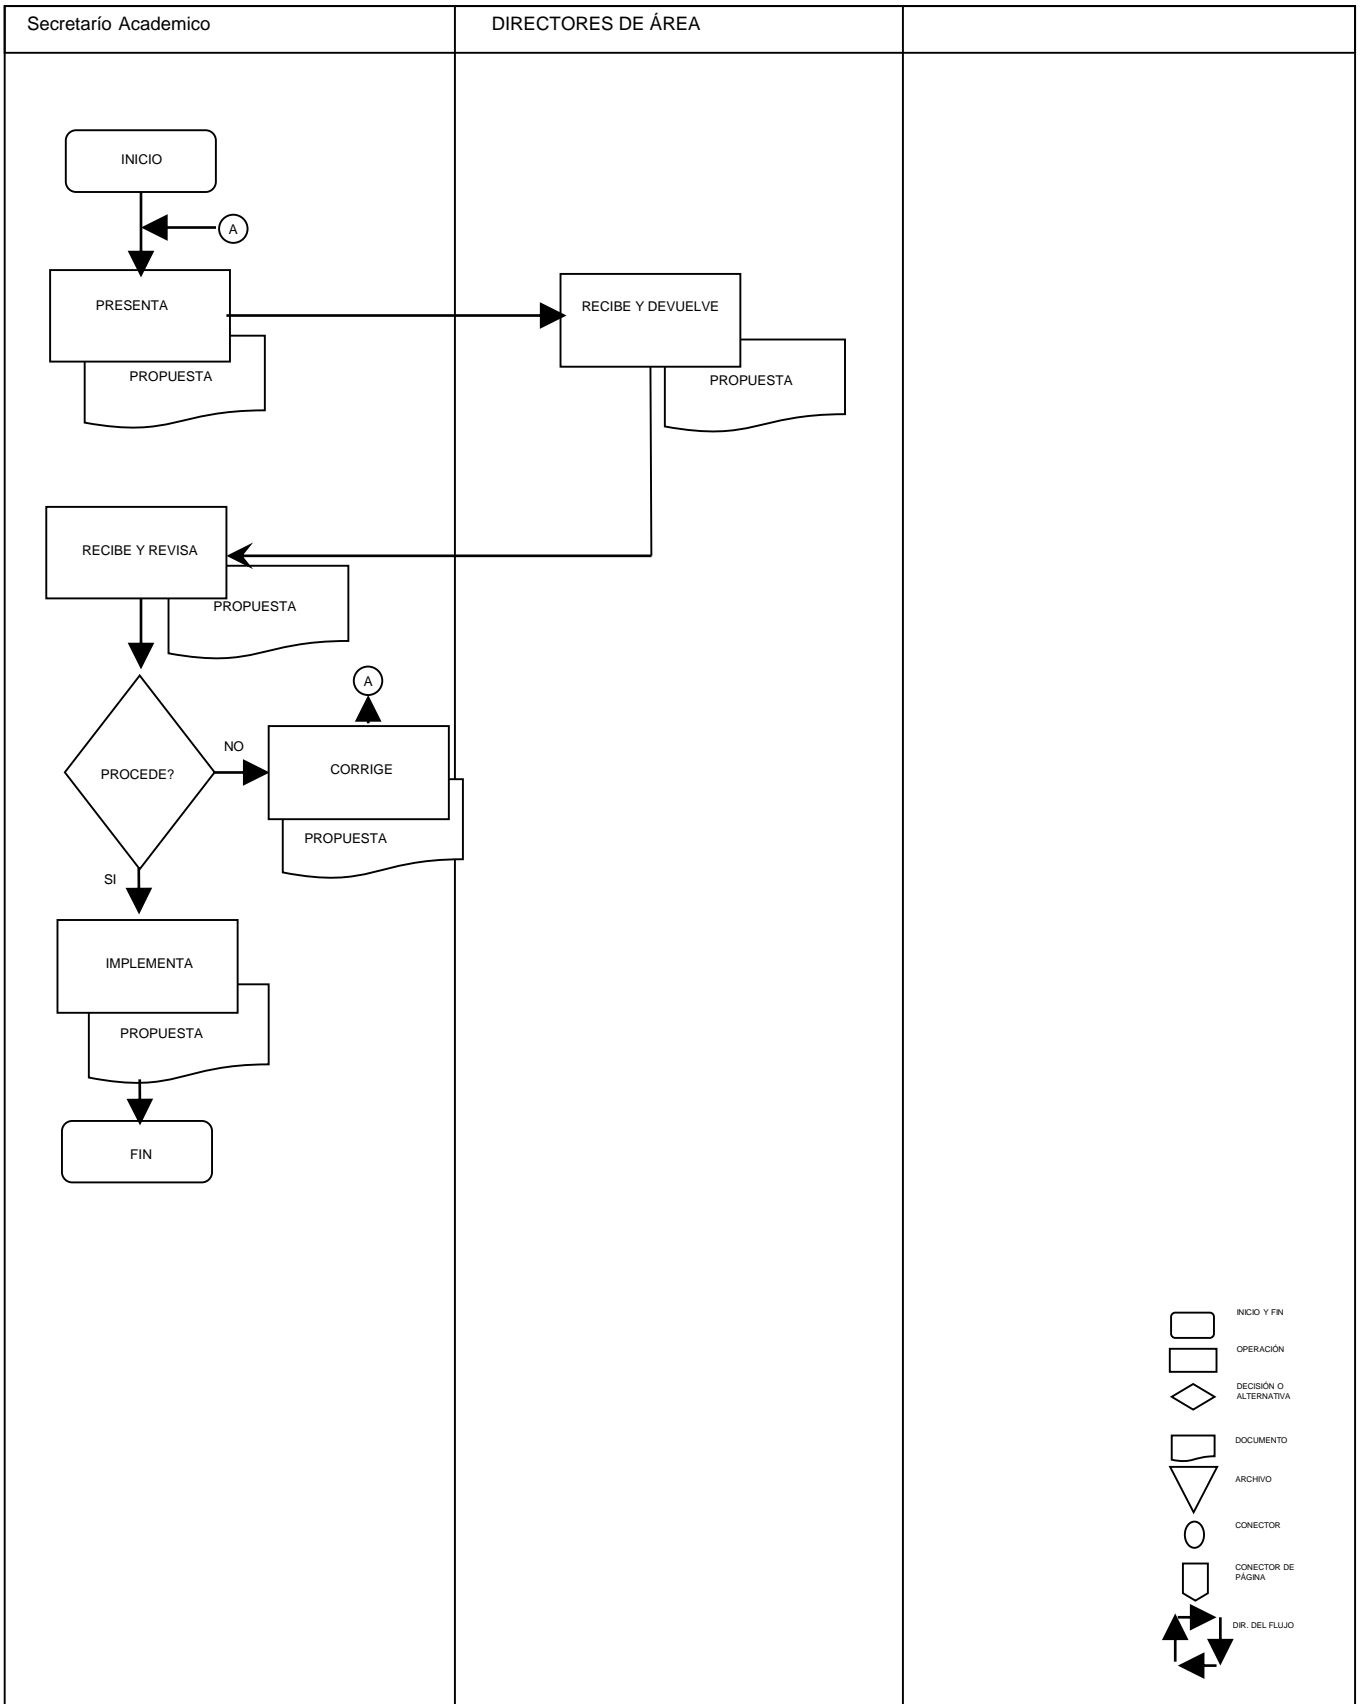 Secretarío Academico
DIRECTORES DE ÁREA
INICIO
A
PRESENTA
PROPUESTA
RECIBE Y DEVUELVE
PROPUESTA
RECIBE Y REVISA
PROPUESTA
A
PROCEDE?
NO
CORRIGE
PROPUESTA
SI
IMPLEMENTA
PROPUESTA
FIN
INICIO Y FIN
OPERACIÓN
DECISIÓN O
ALTERNATIVA
DOCUMENTO
ARCHIVO
CONECTOR
CONECTOR DE
PÁGINA
DIR. DEL FLUJO